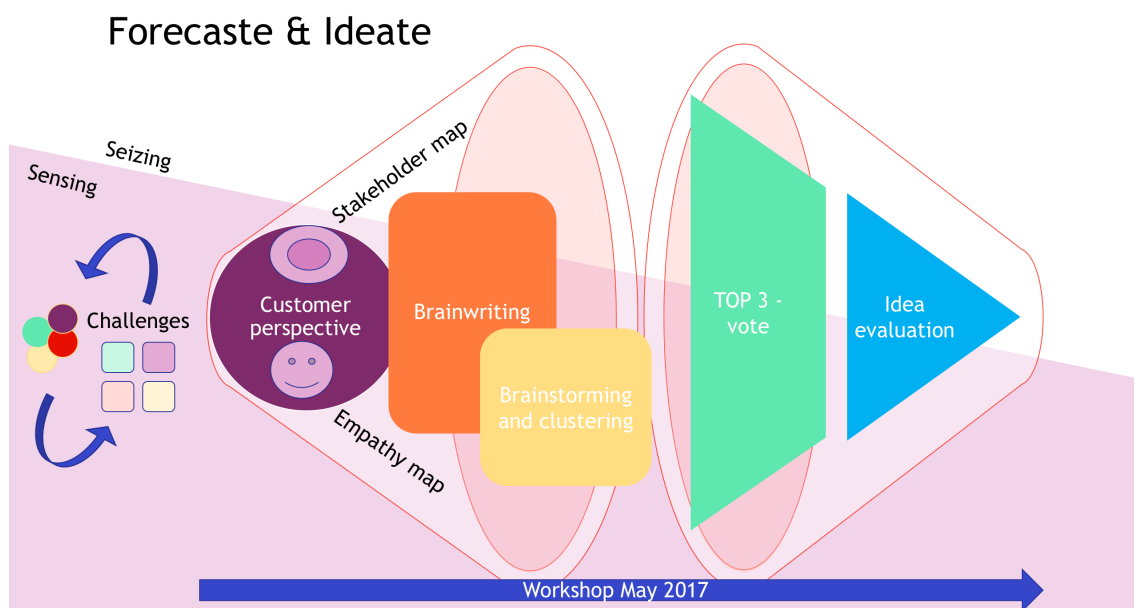 Forecaste & Ideate
Seizing
Sensing
Stakeholder map
Challenges
Customer
perspective
Empathy map
Brainwriting
Brainstorming
and clustering
TOP 3 -
vote
Idea
evaluation
Workshop May 2017